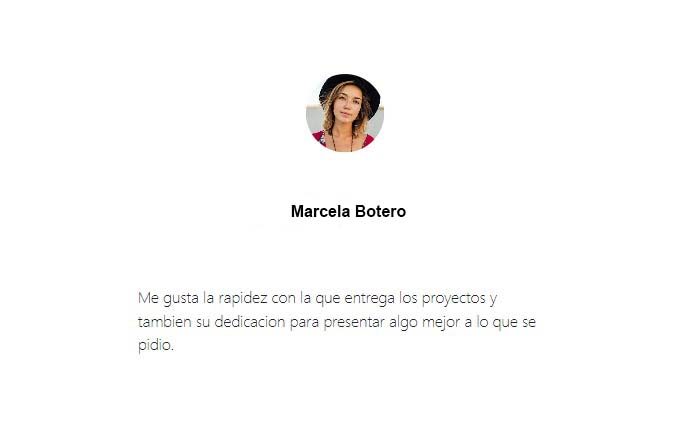 Marcela Botero
Me gusta la rapidez con la que entrega los proyectos y
tambien su dedicacion para presentar algo mejor a lo que se
pidio.